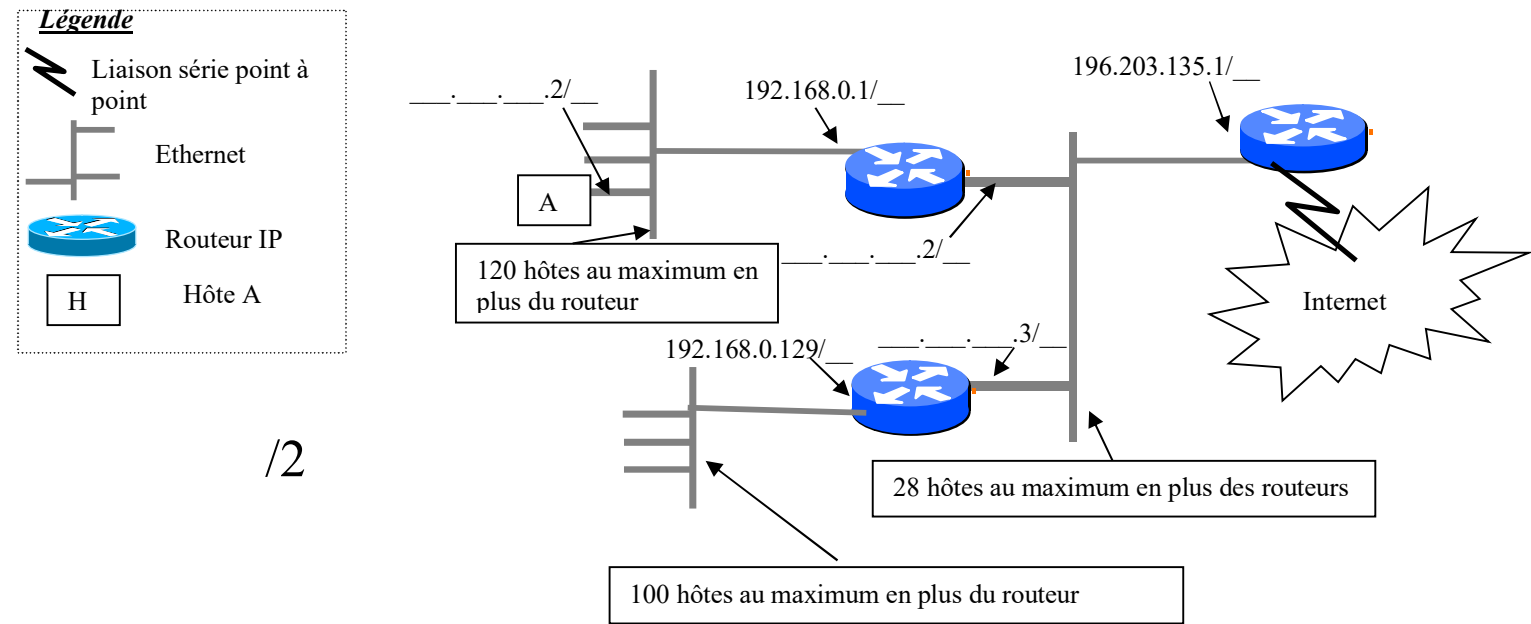 Légende
Liaison série point à
point
Ethernet
Routeur IP
H
Hôte A
___.___.___.2/__
192.168.0.1/__
196.203.135.1/__
A
120 hôtes au maximum en
plus du routeur
___.___.___.2/__
Internet
192.168.0.129/__
___.___.___.3/__
/2
28 hôtes au maximum en plus des routeurs
100 hôtes au maximum en plus du routeur